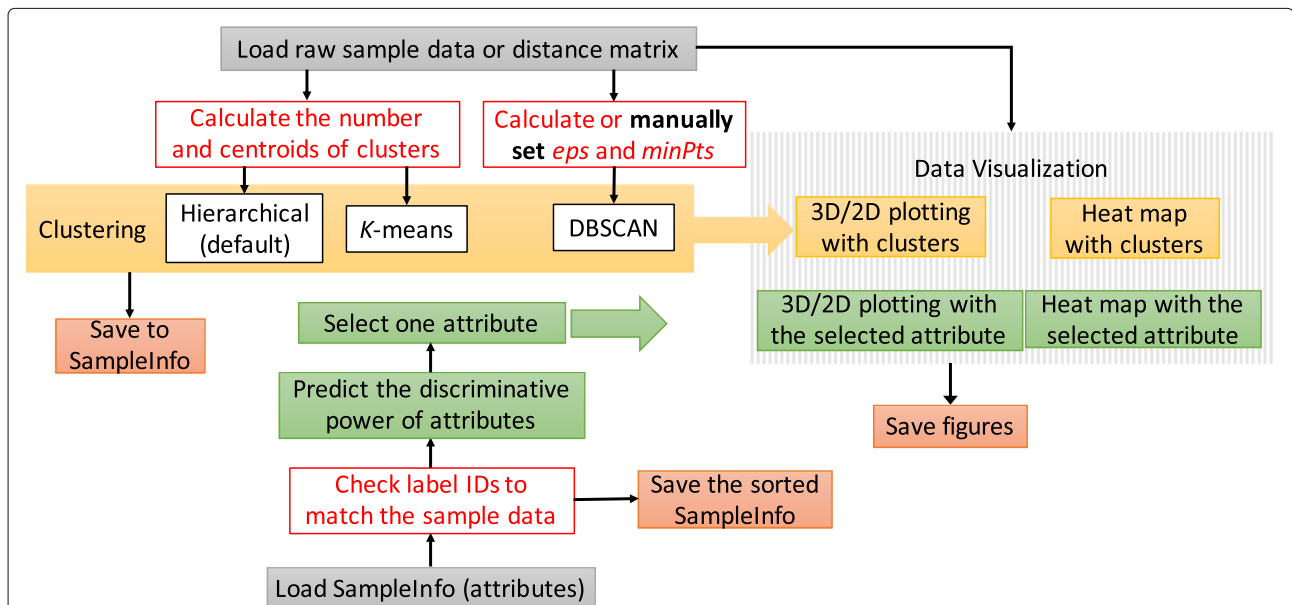 Load raw sample data or distance matrix
Calculate the number
and centroids of clusters
Calculate or manually
set eps and minPts
Data Visualization
Clustering
Hierarchical
(default)
K-means
DBSCAN
3D/2D plotting
with clusters
Heat map
with clusters
3D/2D plotting with
the selected attribute
Heat map with the
selected attribute
Save to
SampleInfo
Select one attribute
Predict the discriminative
power of attributes
Save figures
Check label IDs to
match the sample data
Save the sorted
SampleInfo
Load SampleInfo (attributes)